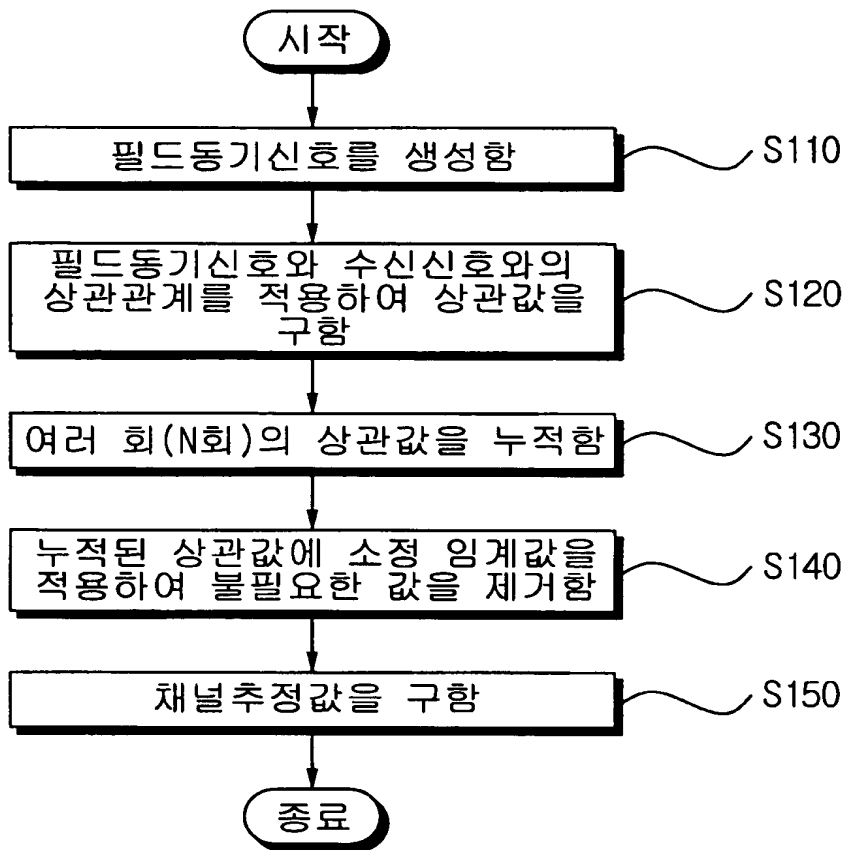 시작
필드동기신호를 생성함
S110
필드동기신호와 수신신호와의
상관관계를 적용하여 상관값을
구함
S120
여러 회(N회)의 상관값을 누적함
S130
누적된 상관값에 소정 임계값을
적용하여 불필요한 값을 제거함
S140
채널추정값을 구함
S150
종료